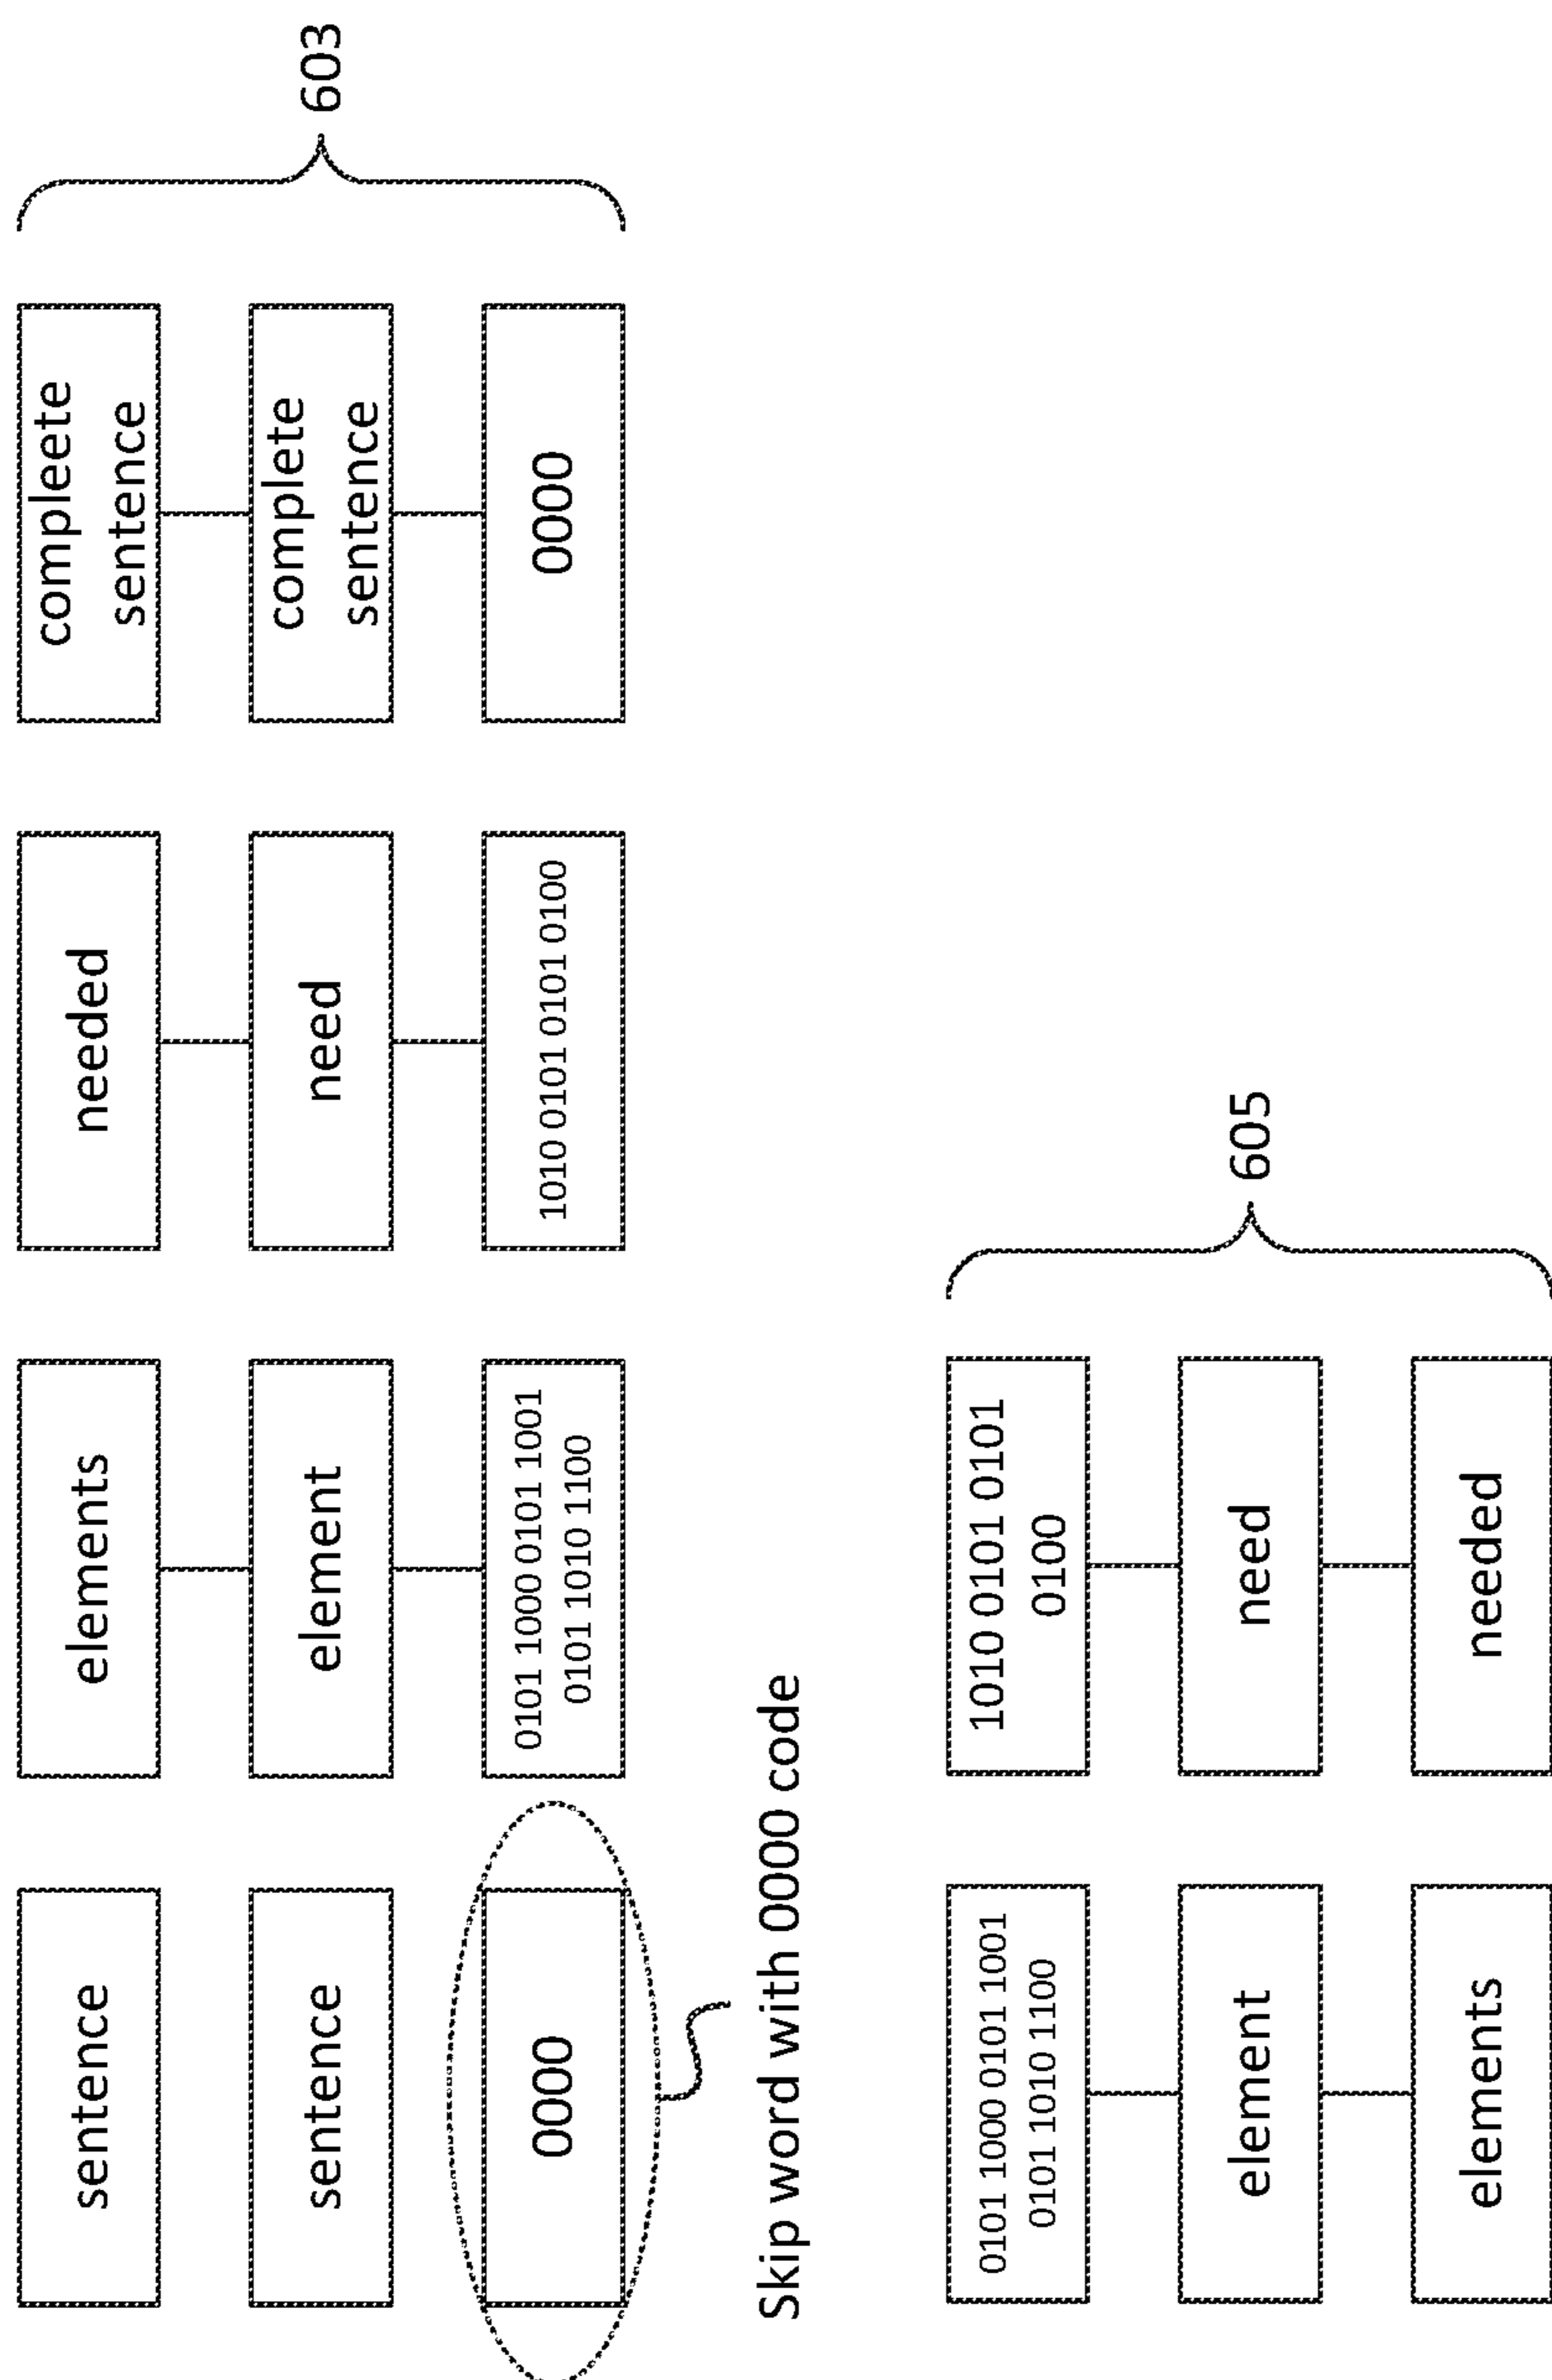 sentence
elements
needed
compleete
sentence
sentence
element
need
complete
sentence
0000
0101 1000 0101 1001
0101 1010 1100
1010 0101 0101 0100
0000
603
Skip word with 0000 code
0101 1000 0101 1001
0101 1010 1100
1010 0101 0101
0100
element
need
elements
needed
605